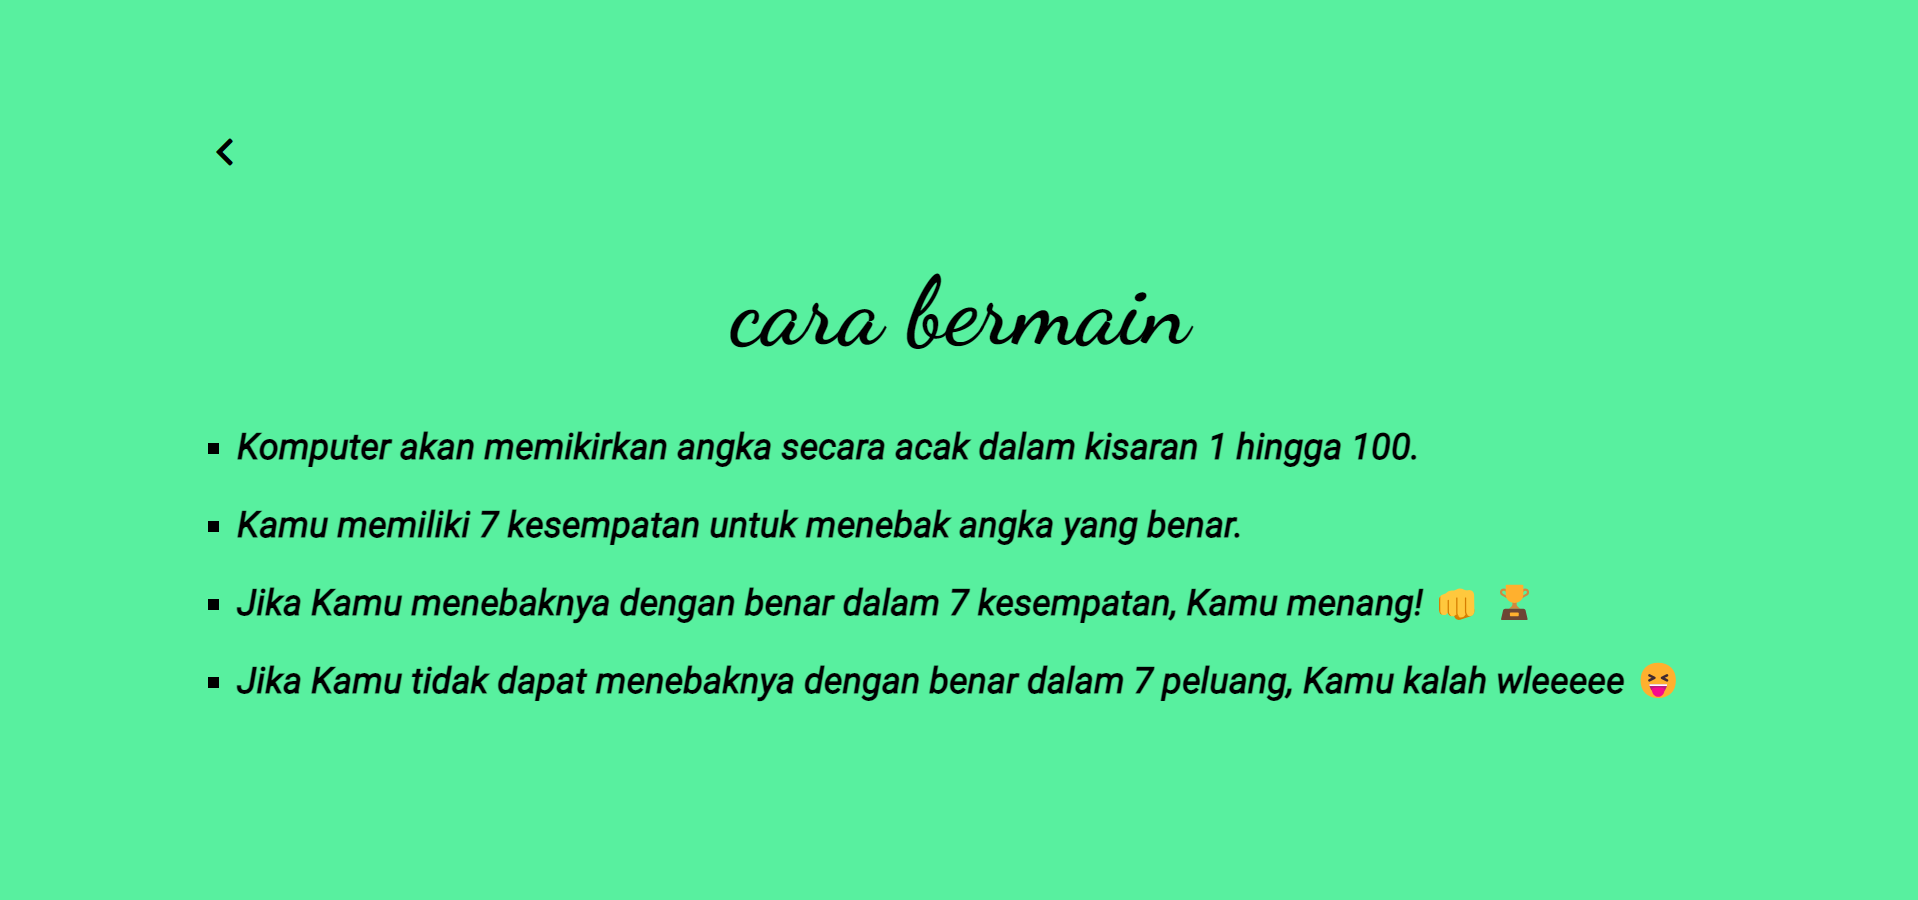 cara bermain
Komputer akan memikirkan angka secara acak dalam kisaran 1 hingga 100.
Kamu memiliki 7 kesempatan untuk menebak angka yang benar.
Jika Kamu menebaknya dengan benar dalam 7 kesempatan, Kamu menang! 👊 🏆
Jika Kamu tidak dapat menebaknya dengan benar dalam 7 peluang, Kamu kalah wleeeee 😝